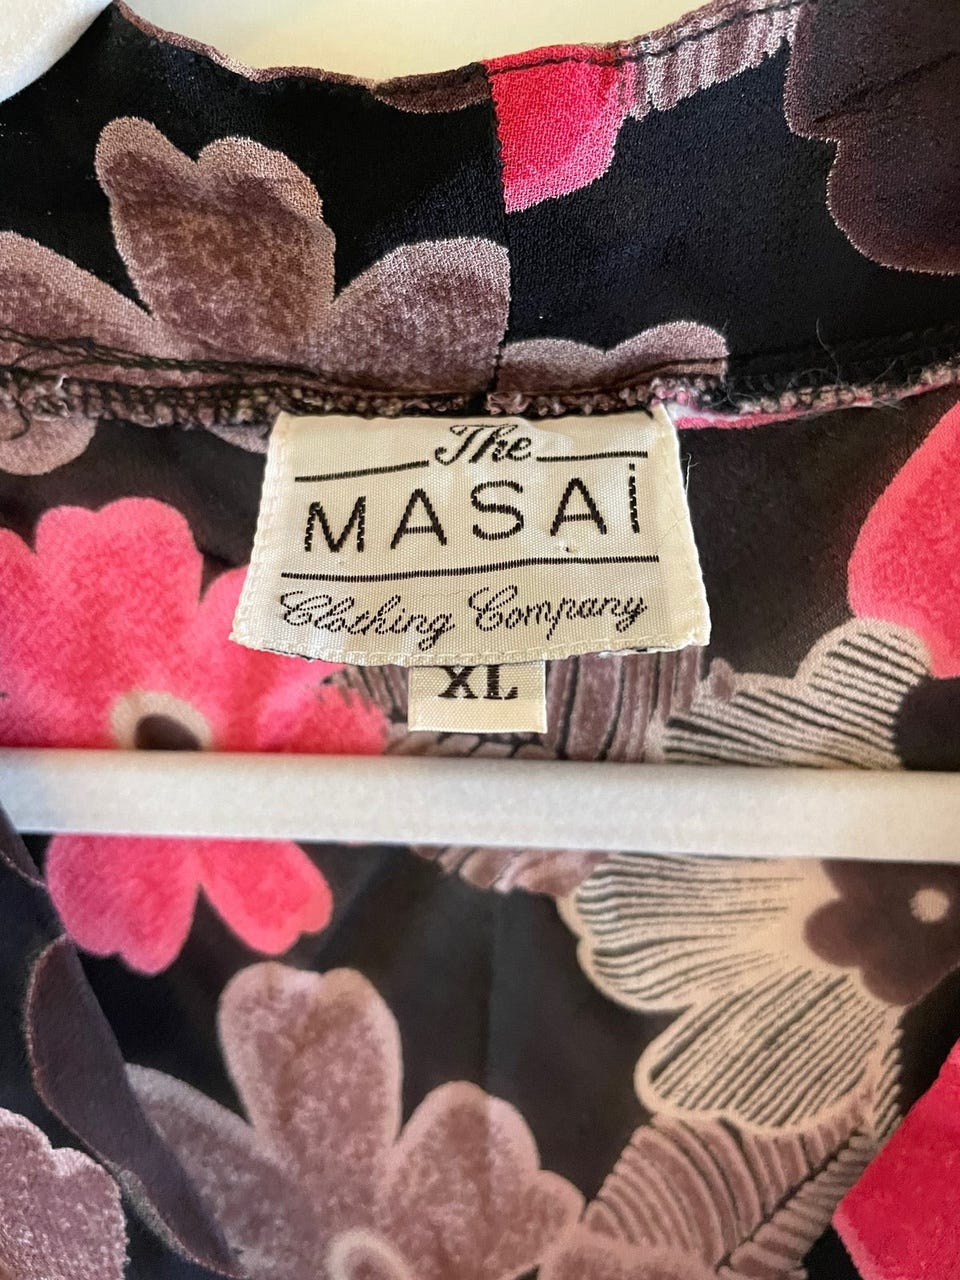 The
MASAi
Clothing Company
XL